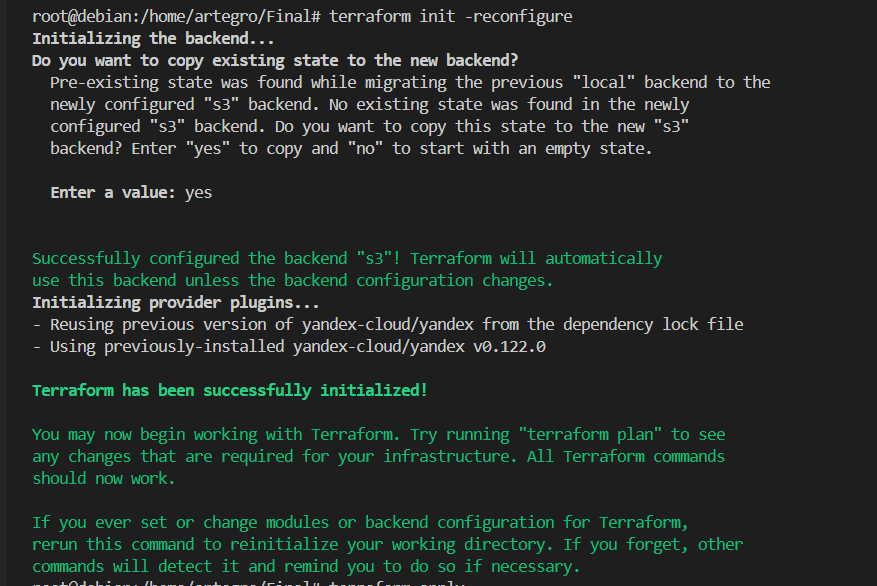 root@debian:/home/artegro/Final# terraform init -reconfigure
Initializing the backend...
Do you want to copy existing state to the new backend?
Pre-existing state was found while migrating the previous "local" backend to the
newly configured "s3" backend. No existing state was found in the newly
configured "s3" backend. Do you want to copy this state to the new "s3"
backend? Enter "yes" to copy and "no" to start with an empty state.
Enter a value: yes
Successfully configured the backend "s3"! Terraform will automatically
use this backend unless the backend configuration changes.
Initializing provider plugins...
- Reusing previous version of yandex-cloud/yandex from the dependency lock file
- Using previously-installed yandex-cloud/yandex v0.122.0
Terraform has been successfully initialized!
You may now begin working with Terraform. Try running "terraform plan" to see
any changes that are required for your infrastructure. All Terraform commands
should now work.
If you ever set or change modules or backend configuration for Terraform,
rerun this command to reinitialize your working directory. If you forget, other
commands will detect it and remind you to do so if necessary.
root@debian:/home/artegro/Final# terraform apply